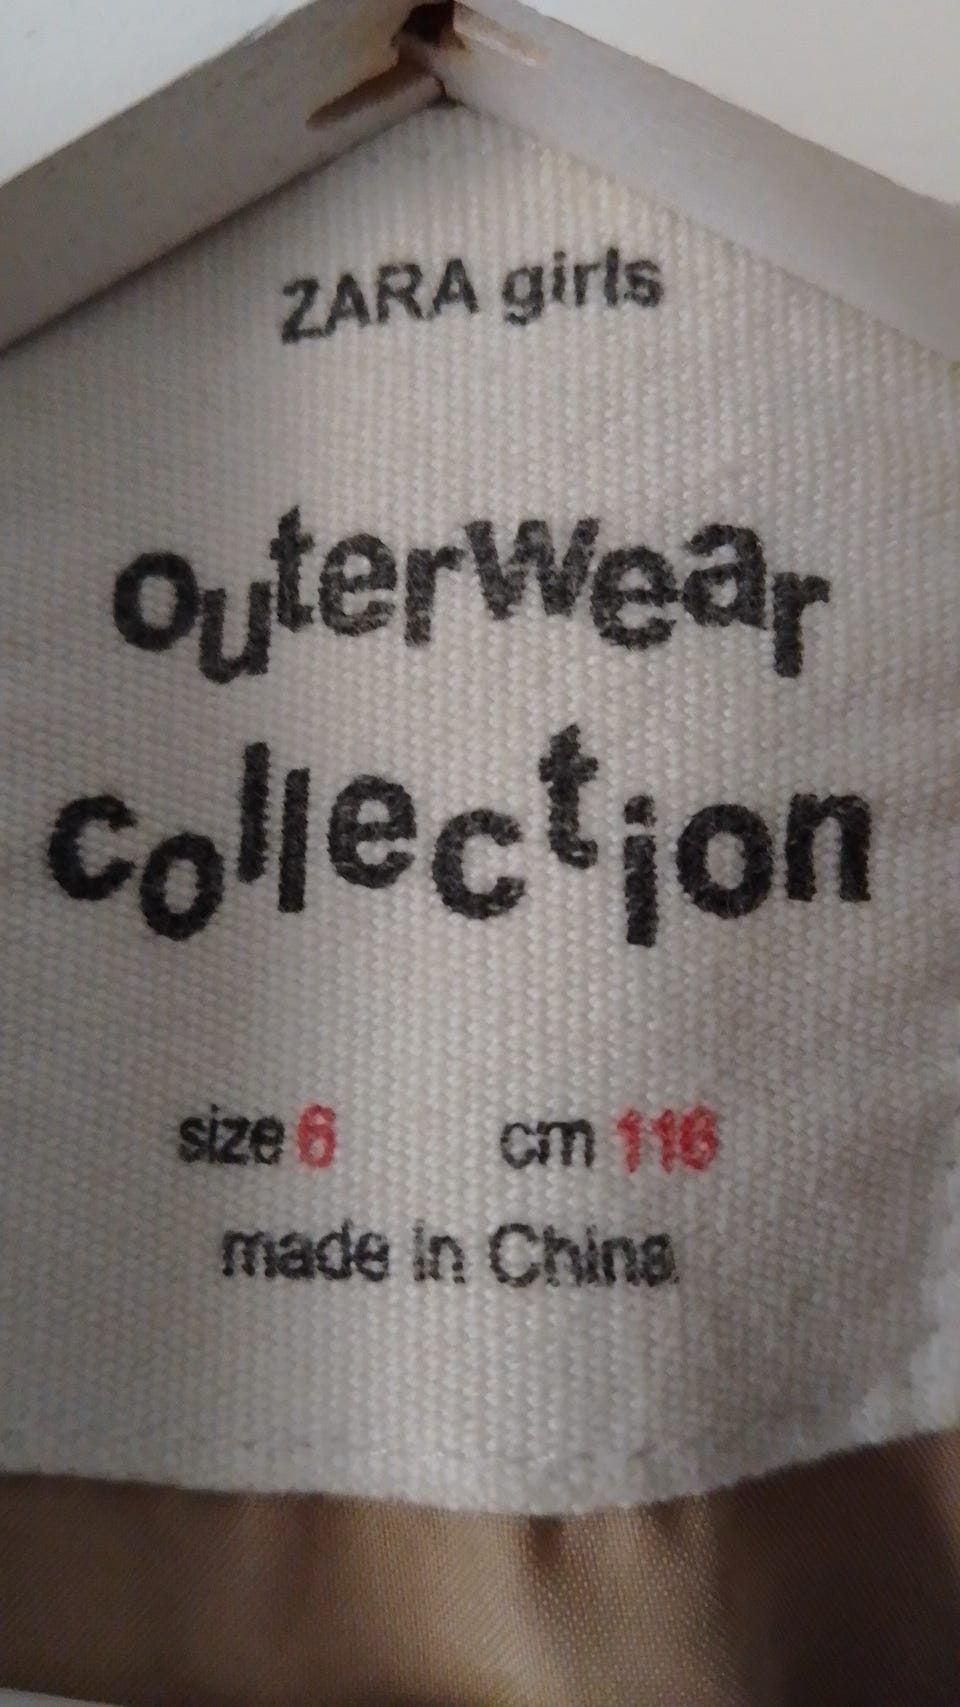 ZARA girls
outerwear
collection
size 6 cm 116
made in China